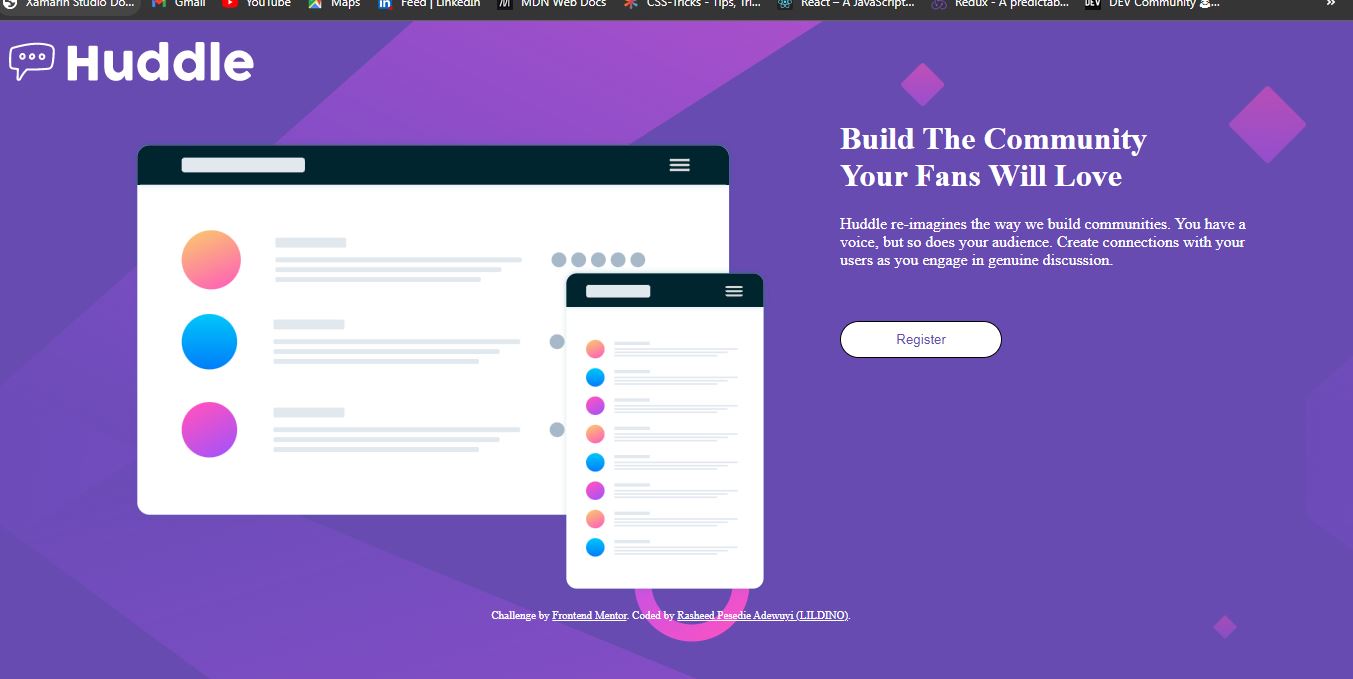 Xamarin Studio Do...
Gmail
YouTube
Maps
in Feed | LinkedIn
MDN Web Docs
CSS-Tricks - Tips, Tri...
React – A JavaScript...
Redux - A predictab...
DEV DEV Community 👩‍...
»
Huddle
Build The Community
Your Fans Will Love
Huddle re-imagines the way we build communities. You have a
voice, but so does your audience. Create connections with your
users as you engage in genuine discussion.
Register
Challenge by Frontend Mentor. Coded by Rasheed Pesedie Adewuyi (LILDINO).